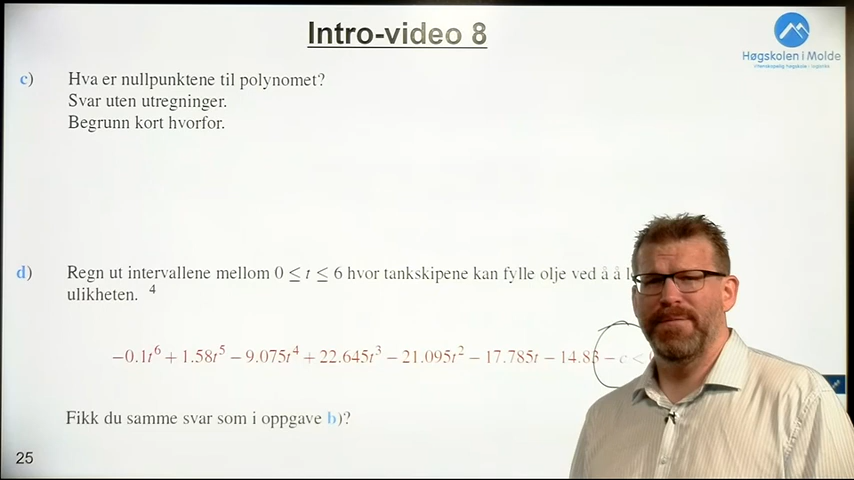 Intro-video 8
Høgskolen i Molde
c) Hva er nullpunktene til polynomet?
Svar uten utregninger.
Begrunn kort hvorfor.
d) Regn ut intervallene mellom 0 ≤ t ≤ 6 hvor tankskipene kan fylle olje ved å å
ulikheten. 4
−0.1t⁶ + 1.58t⁵ − 9.075t⁴ + 22.645t³ − 21.095t² − 17.785t − 14.83 − c <
Fikk du samme svar som i oppgave b)?
25